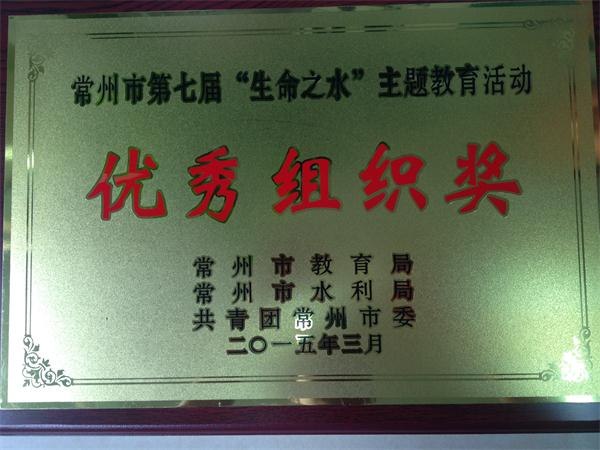 常州市第七届“生命之水”主题教育活动
优秀组织奖
常州市教育局
常州市水利局
共青团常州市委
二〇一五年三月